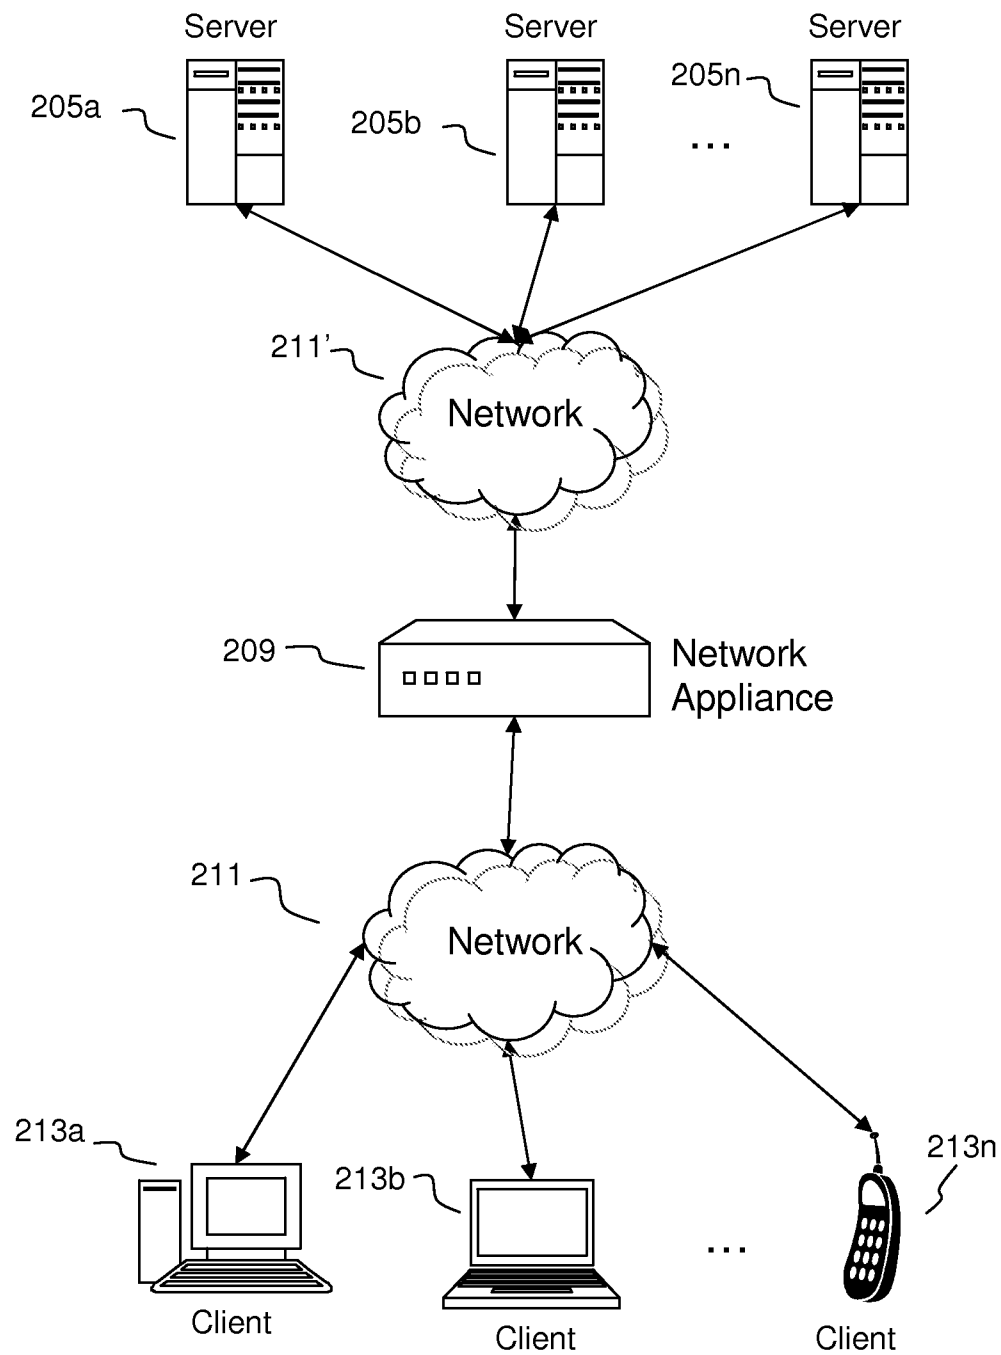 Server
Server
Server
205a
205b
205n
...
211’
Network
209
Network
Appliance
211
Network
213a
213b
213n
...
Client
Client
Client